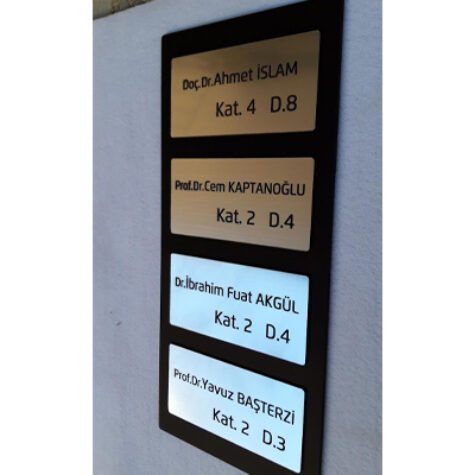 Doç.Dr.Ahmet İSLAM
Kat. 4 D.8
Prof.Dr.Cem KAPTANOĞLU
Kat. 2 D.4
Dr.İbrahim Fuat AKGÜL
Kat. 2 D.4
Prof.Dr.Yavuz BAŞTERZİ
Kat. 2 D.3